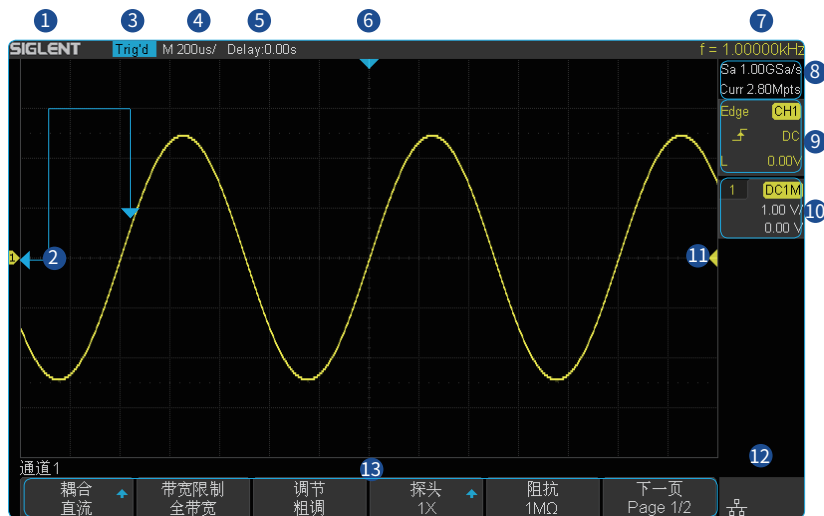 1 3 4 5 6 7
SIGLENT Trig'd M 200us/ Delay:0.00s f = 1.00000kHz
Sa 1.00GSa/s
Curr 2.80Mpts
8
Edge CH1
DC
L 0.00V
9
1 DC1M
1.00 V/
0.00 V
10
1 2 11
12
通道1
13
耦合 带宽限制 调节 探头 阻抗 下一页
直流 全带宽 粗调 1X 1MΩ Page 1/2